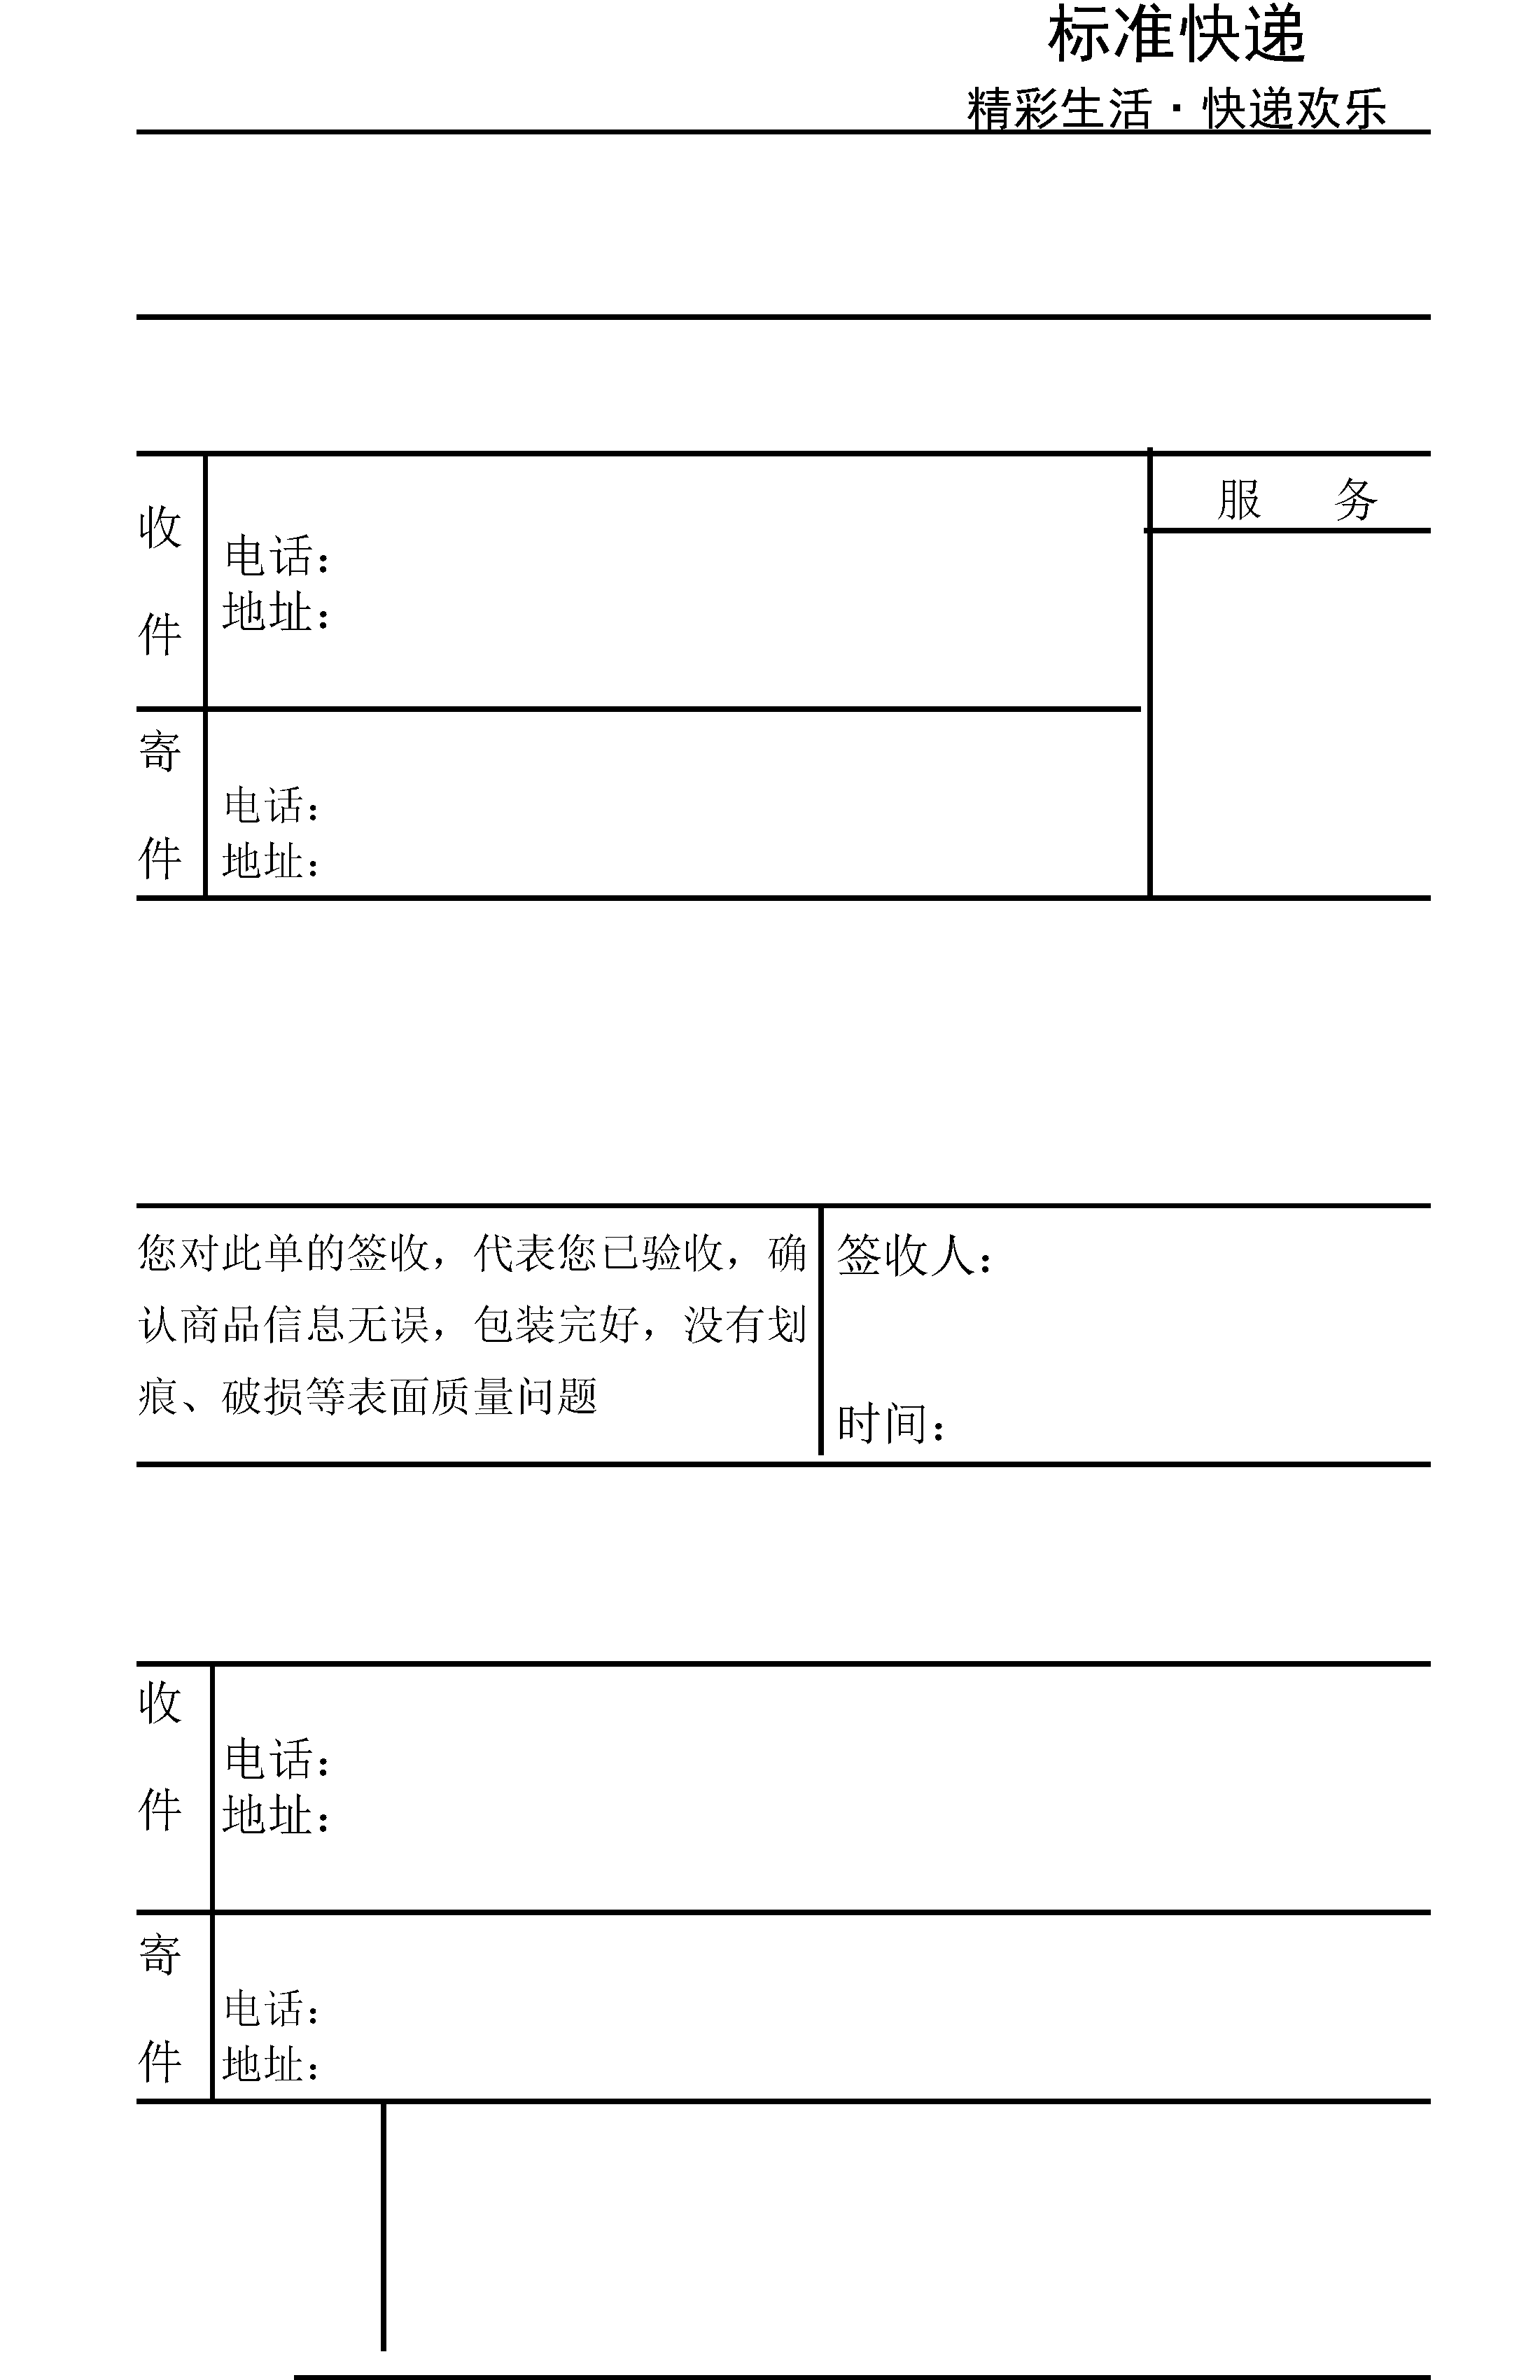 标准快递
精彩生活·快递欢乐
服 务
收
件
电话：
地址：
寄
件
电话：
地址：
您对此单的签收，代表您已验收，确
认商品信息无误，包装完好，没有划
痕、破损等表面质量问题
签收人：
时间：
收
件
电话：
地址：
寄
件
电话：
地址：